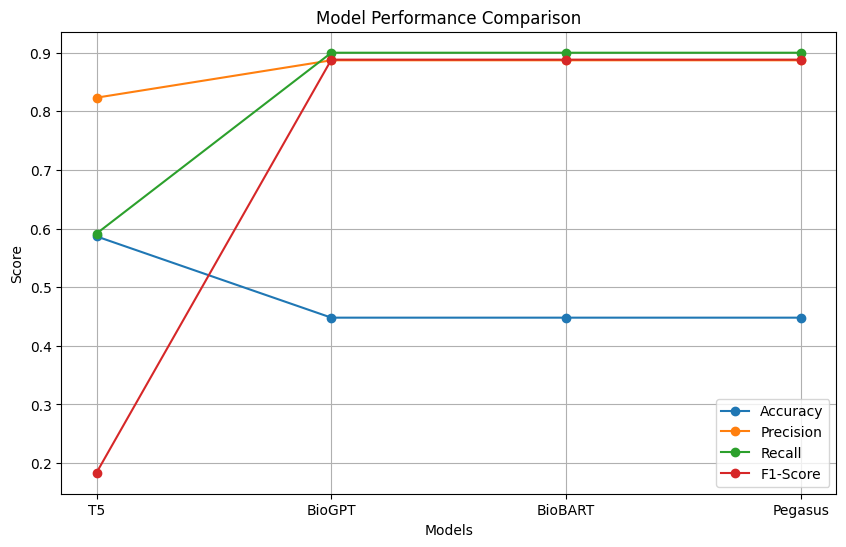 Model Performance Comparison
Score
0.9
0.8
0.7
0.6
0.5
0.4
0.3
0.2
Accuracy
Precision
Recall
F1-Score
T5 BioGPT BioBART Pegasus
Models